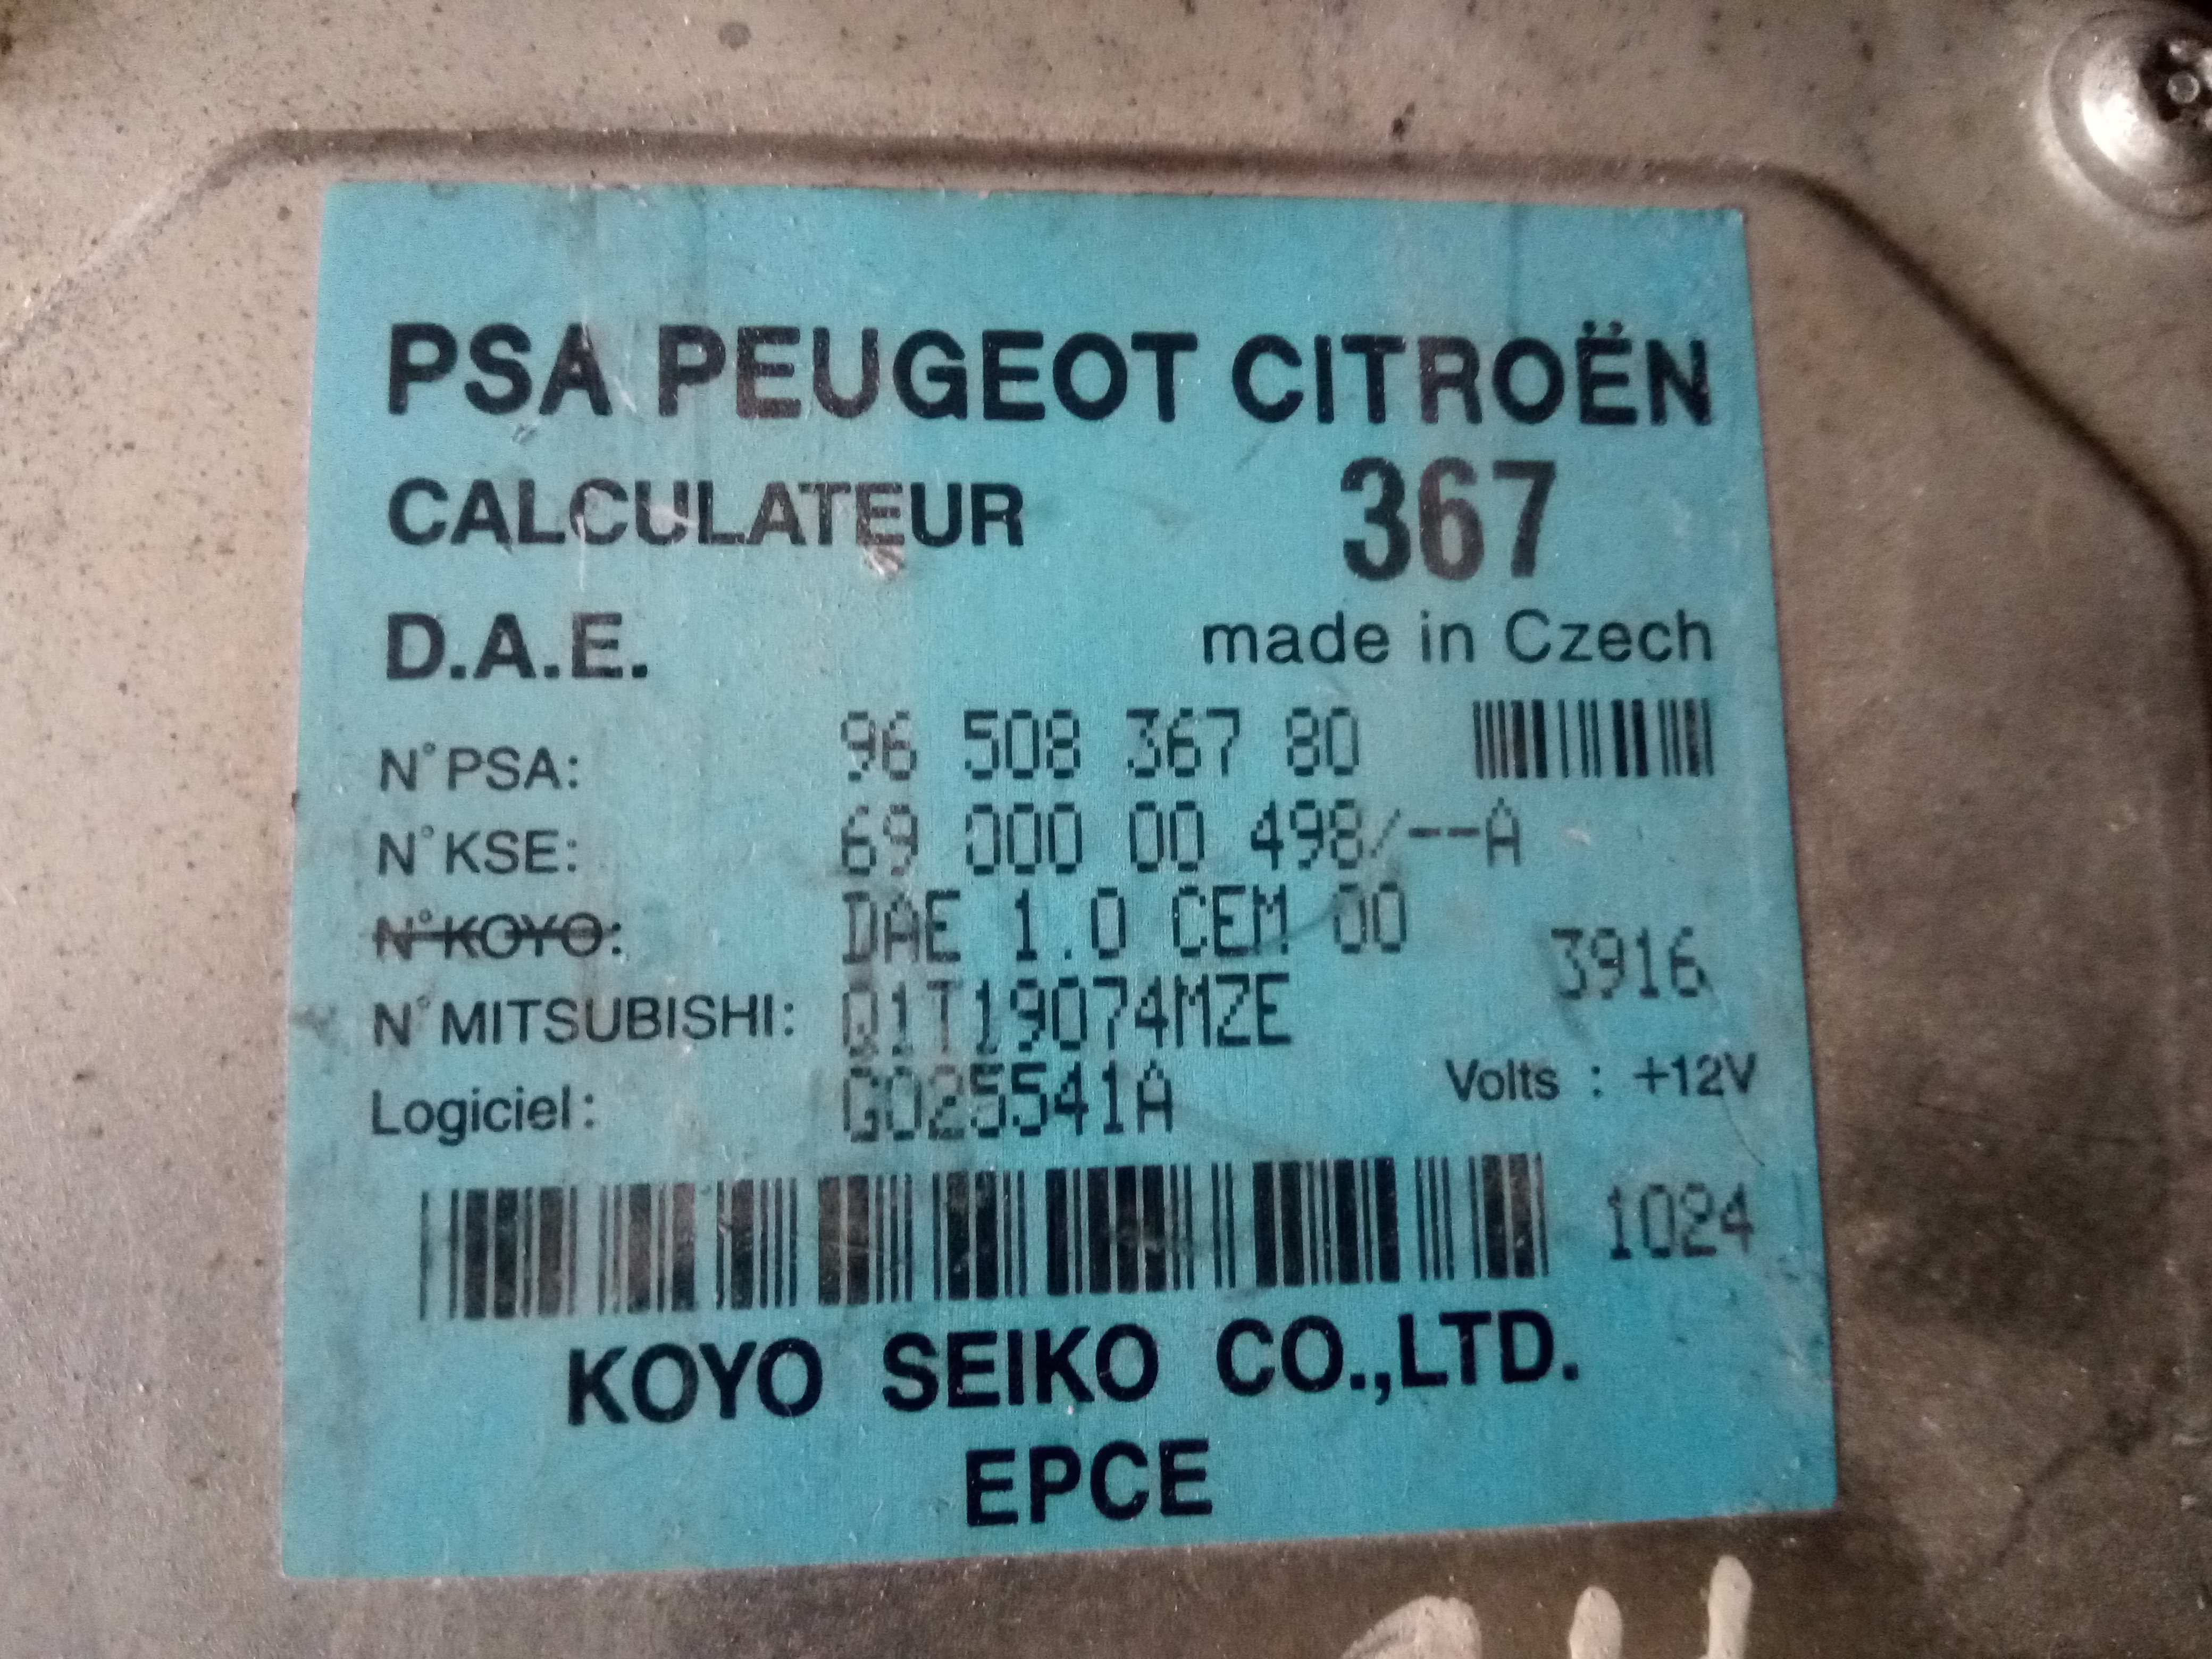 PSA PEUGEOT CITROËN
CALCULATEUR 367
D.A.E. made in Czech
N° PSA: 96 508 367 80
N° KSE: 69 000 00 498/--A
N° KOYO: DAE 1.0 CEM 00
3916
N° MITSUBISHI: Q1T19074MZE
Volts : +12V
Logiciel: G025541A
1024
KOYO SEIKO CO.,LTD.
EPCE